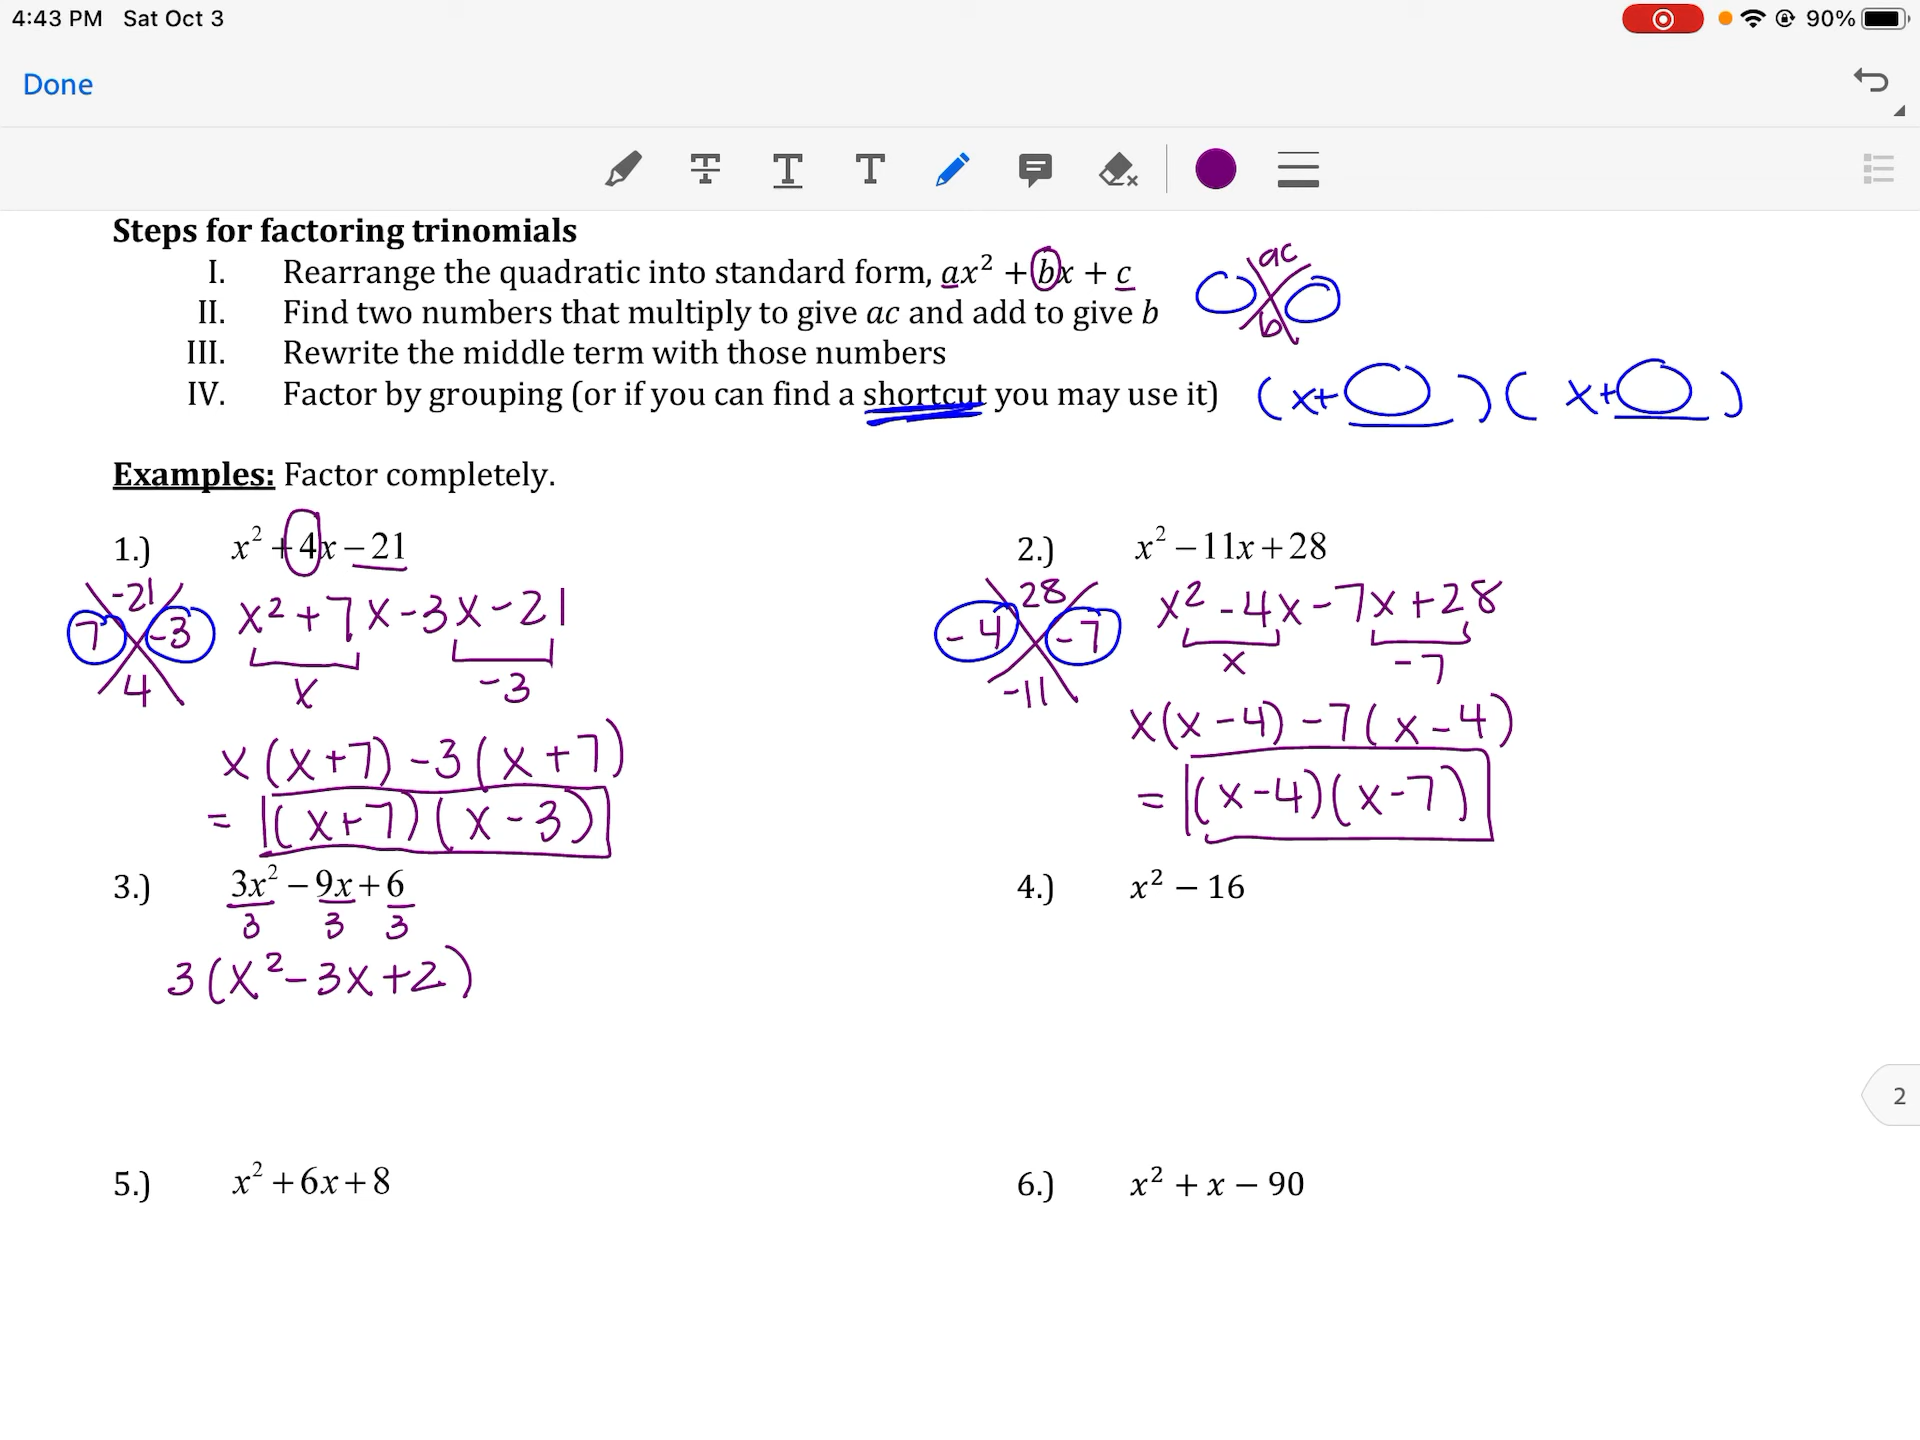 4:43 PM Sat Oct 3 90%
Done
T T T
Steps for factoring trinomials
I. Rearrange the quadratic into standard form, ax² + bx + c
II. Find two numbers that multiply to give ac and add to give b
III. Rewrite the middle term with those numbers
IV. Factor by grouping (or if you can find a shortcut you may use it)
ac
b
(x+ )( x+ )
Examples: Factor completely.
1.) x² + 4x − 21
-21
7 -3
4
x² + 7x - 3x - 21
x -3
x(x+7) -3(x+7)
= (x+7)(x-3)
2.) x² − 11x + 28
28
-4 -7
-11
x² - 4x - 7x + 28
x -7
x(x-4) -7(x-4)
= (x-4)(x-7)
3.) 3x² − 9x + 6
3 3 3
3(x² - 3x + 2)
4.) x² − 16
2
5.) x² + 6x + 8
6.) x² + x − 90